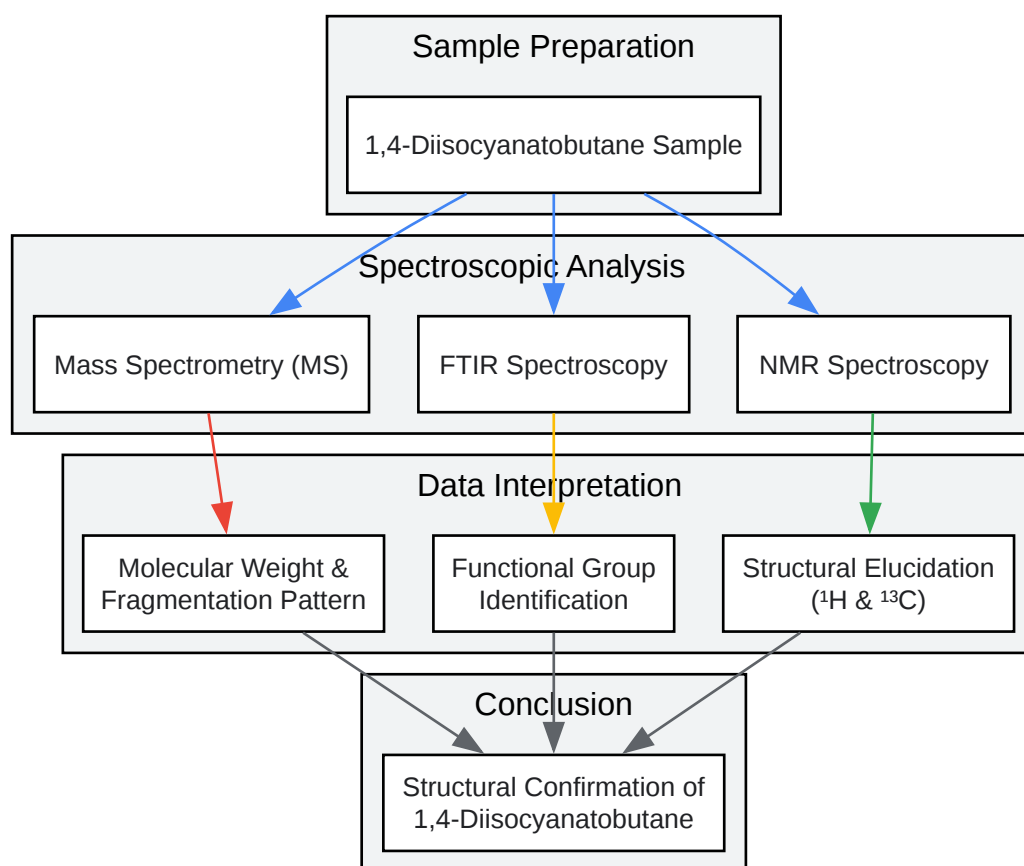 Sample Preparation
1,4-Diisocyanatobutane Sample
Spectroscopic Analysis
Mass Spectrometry (MS)
FTIR Spectroscopy
NMR Spectroscopy
Data Interpretation
Molecular Weight &
Fragmentation Pattern
Functional Group
Identification
Structural Elucidation
(¹H & ¹³C)
Conclusion
Structural Confirmation of
1,4-Diisocyanatobutane